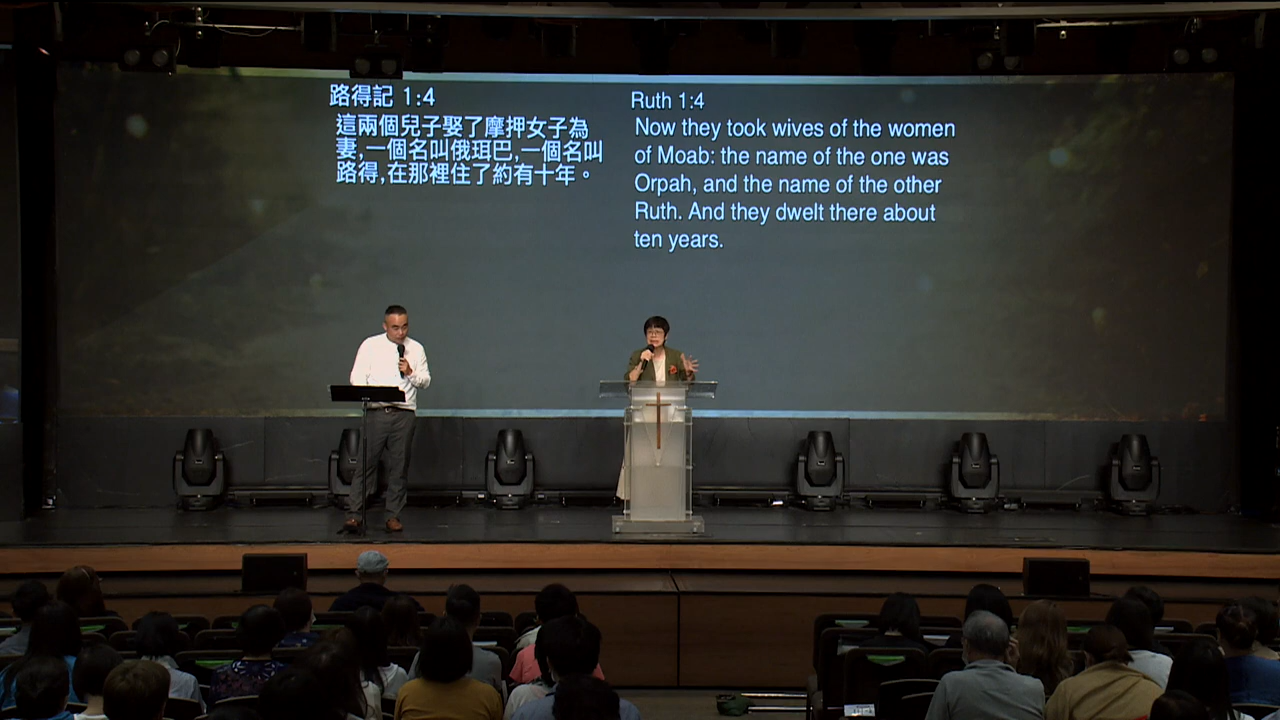 路得記 1:4
這兩個兒子娶了摩押女子為
妻,一個名叫俄珥巴,一個名叫
路得,在那裡住了約有十年。
Ruth 1:4
Now they took wives of the women
of Moab: the name of the one was
Orpah, and the name of the other
Ruth. And they dwelt there about
ten years.